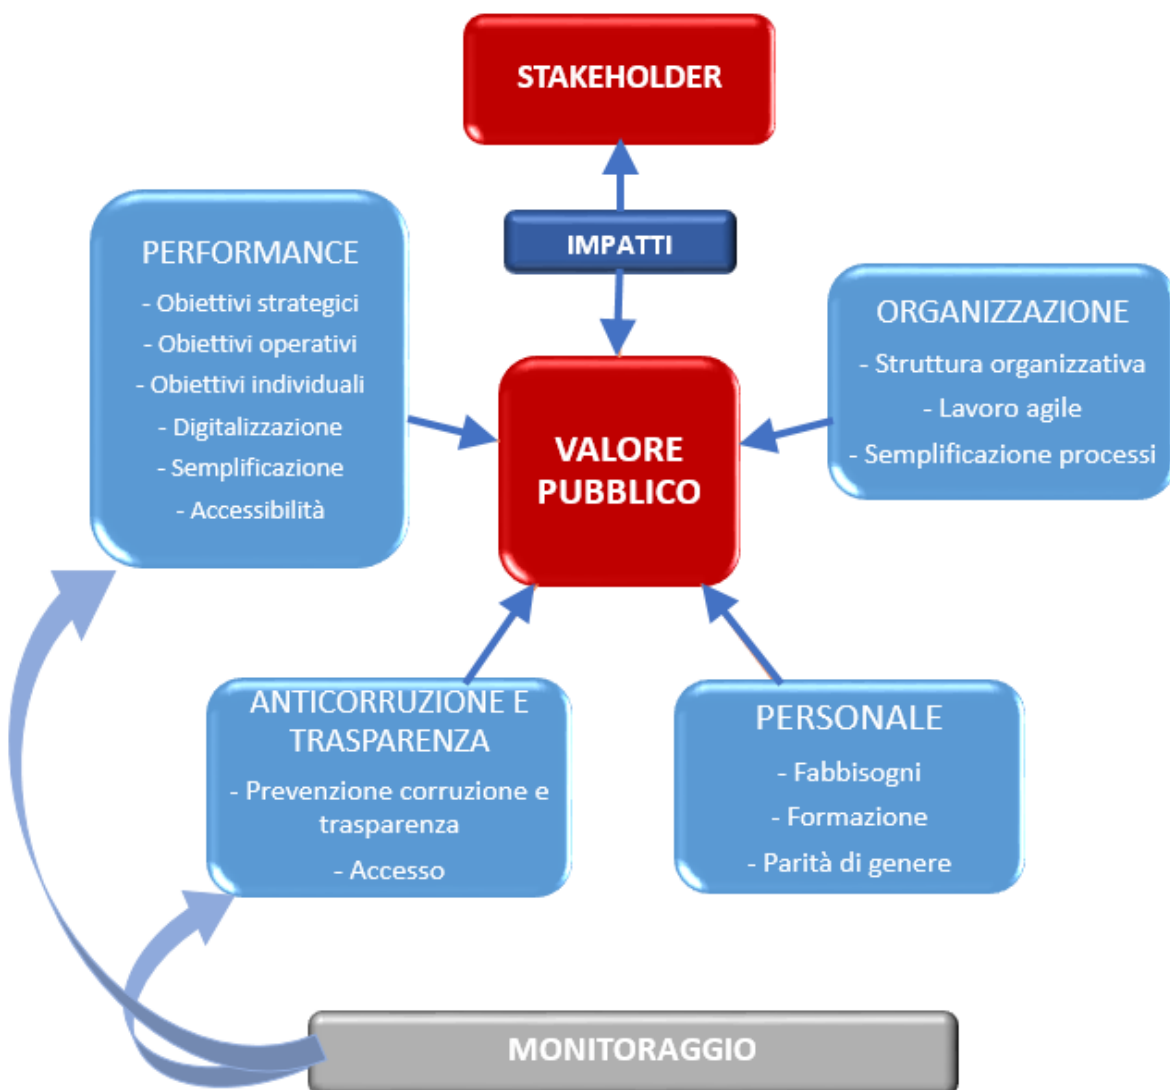 STAKEHOLDER
IMPATTI
PERFORMANCE
- Obiettivi strategici
- Obiettivi operativi
- Obiettivi individuali
- Digitalizzazione
- Semplificazione
- Accessibilità
ORGANIZZAZIONE
- Struttura organizzativa
- Lavoro agile
- Semplificazione processi
VALORE
PUBBLICO
ANTICORRUZIONE E
TRASPARENZA
- Prevenzione corruzione e
trasparenza
- Accesso
PERSONALE
- Fabbisogni
- Formazione
- Parità di genere
MONITORAGGIO